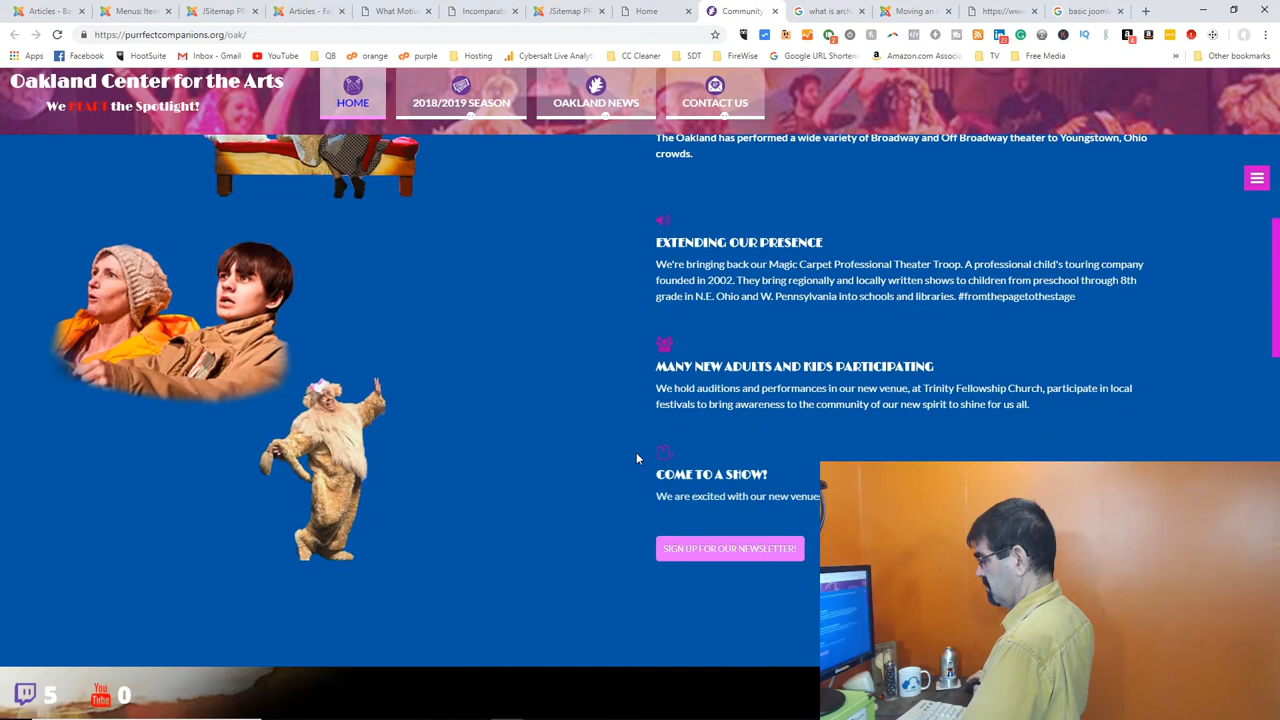 Articles - Ba
Menus: Item
JSitemap PR
Articles - Fa
What Motiv
Incomparab
JSitemap PR
Home
Community
what is arch
Moving an A
https://www
basic jooml
https://purrfectcompanions.org/oak/
Apps
Facebook
HootSuite
Inbox - Gmail
YouTube
QB
orange
purple
Hosting
Cybersalt Live Analy
CC Cleaner
SDT
FireWise
Google URL Shorten
Amazon.com Associ
TV
Free Media
Other bookmarks
Oakland Center for the Arts
We HEART the Spotlight!
HOME
2018/2019 SEASON
OAKLAND NEWS
CONTACT US
The Oakland has performed a wide variety of Broadway and Off Broadway theater to Youngstown, Ohio
crowds.
EXTENDING OUR PRESENCE
We're bringing back our Magic Carpet Professional Theater Troop. A professional child's touring company
founded in 2002. They bring regionally and locally written shows to children from preschool through 8th
grade in N.E. Ohio and W. Pennsylvania into schools and libraries. #fromthepagetothestage
MANY NEW ADULTS AND KIDS PARTICIPATING
We hold auditions and performances in our new venue, at Trinity Fellowship Church, participate in local
festivals to bring awareness to the community of our new spirit to shine for us all.
COME TO A SHOW!
We are excited with our new venue
SIGN UP FOR OUR NEWSLETTER!
5
You
Tube
0